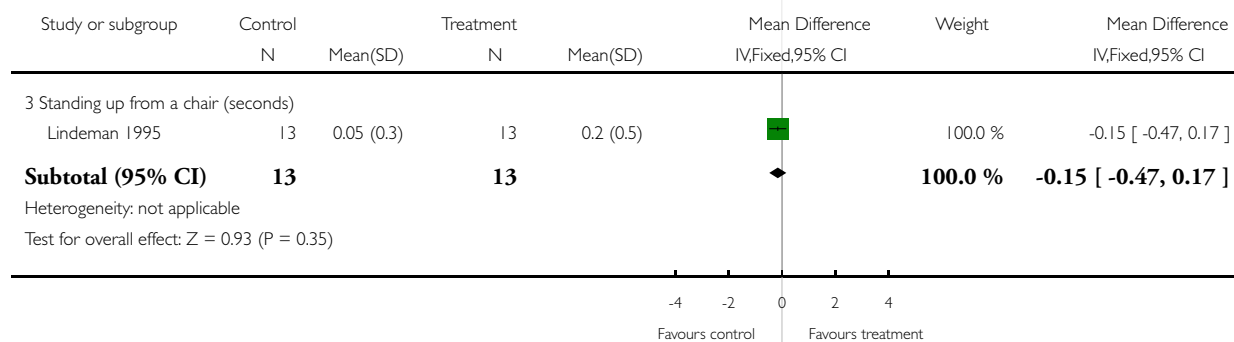 Study or subgroup Control Treatment Mean Difference Weight Mean Difference
N Mean(SD) N Mean(SD) IV,Fixed,95% CI IV,Fixed,95% CI
3 Standing up from a chair (seconds)
Lindeman 1995 13 0.05 (0.3) 13 0.2 (0.5) 100.0 % -0.15 [ -0.47, 0.17 ]
Subtotal (95% CI) 13 13 100.0 % -0.15 [ -0.47, 0.17 ]
Heterogeneity: not applicable
Test for overall effect: Z = 0.93 (P = 0.35)
-4 -2 0 2 4
Favours control Favours treatment